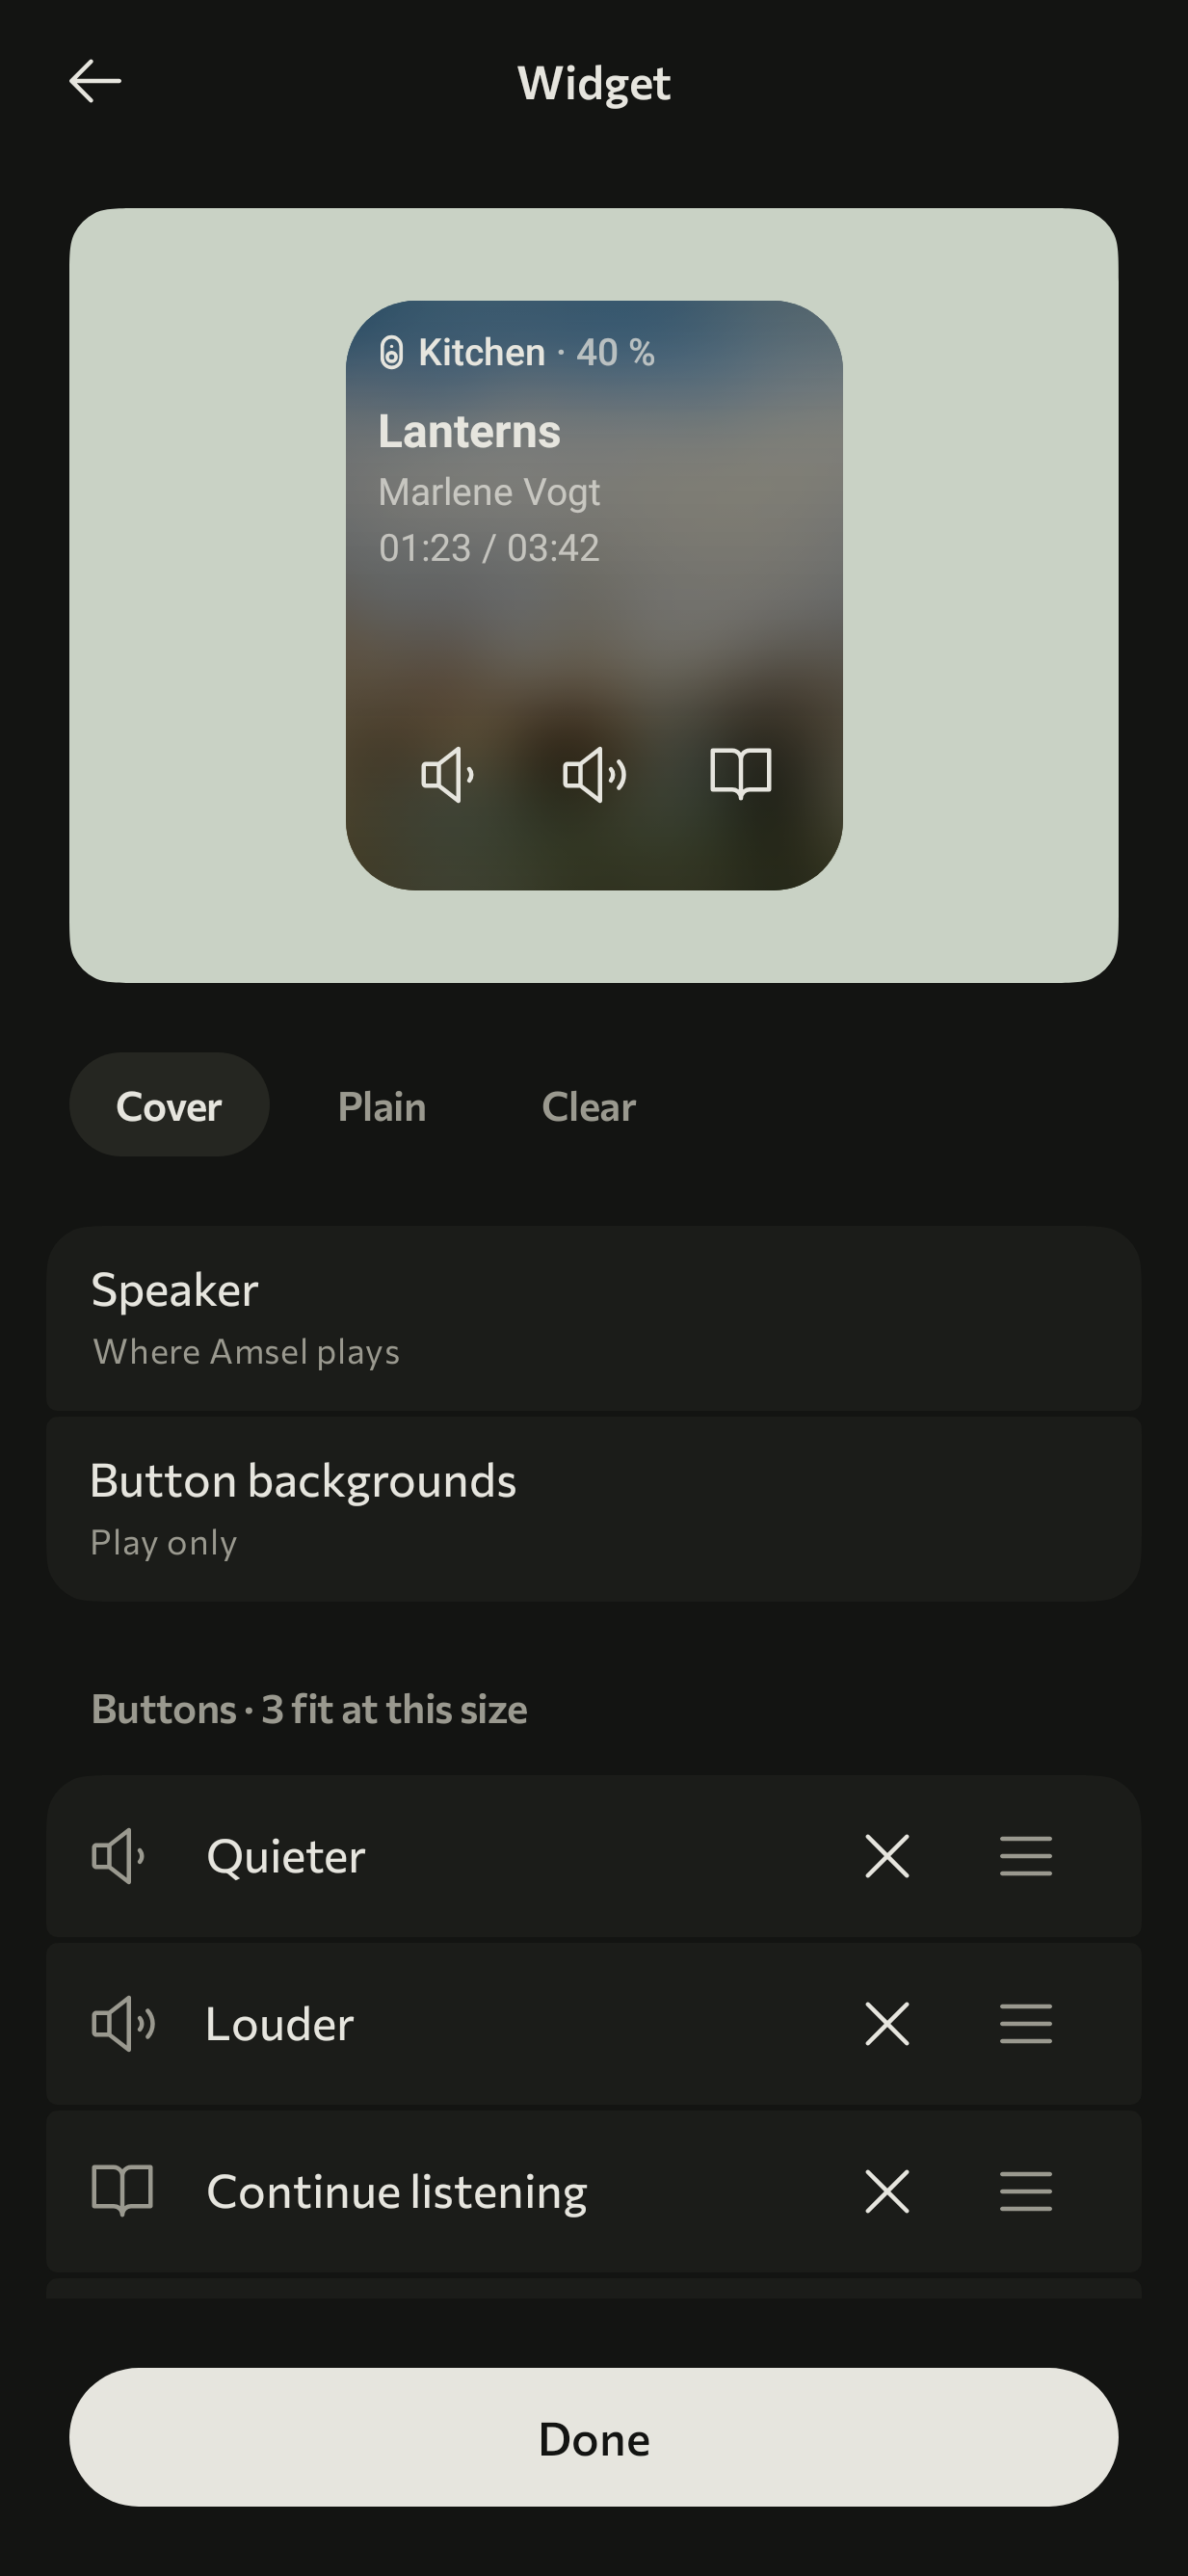 Widget
Kitchen · 40 %
Lanterns
Marlene Vogt
01:23 / 03:42
Cover Plain Clear
Speaker
Where Amsel plays
Button backgrounds
Play only
Buttons · 3 fit at this size
Quieter
Louder
Continue listening
Done